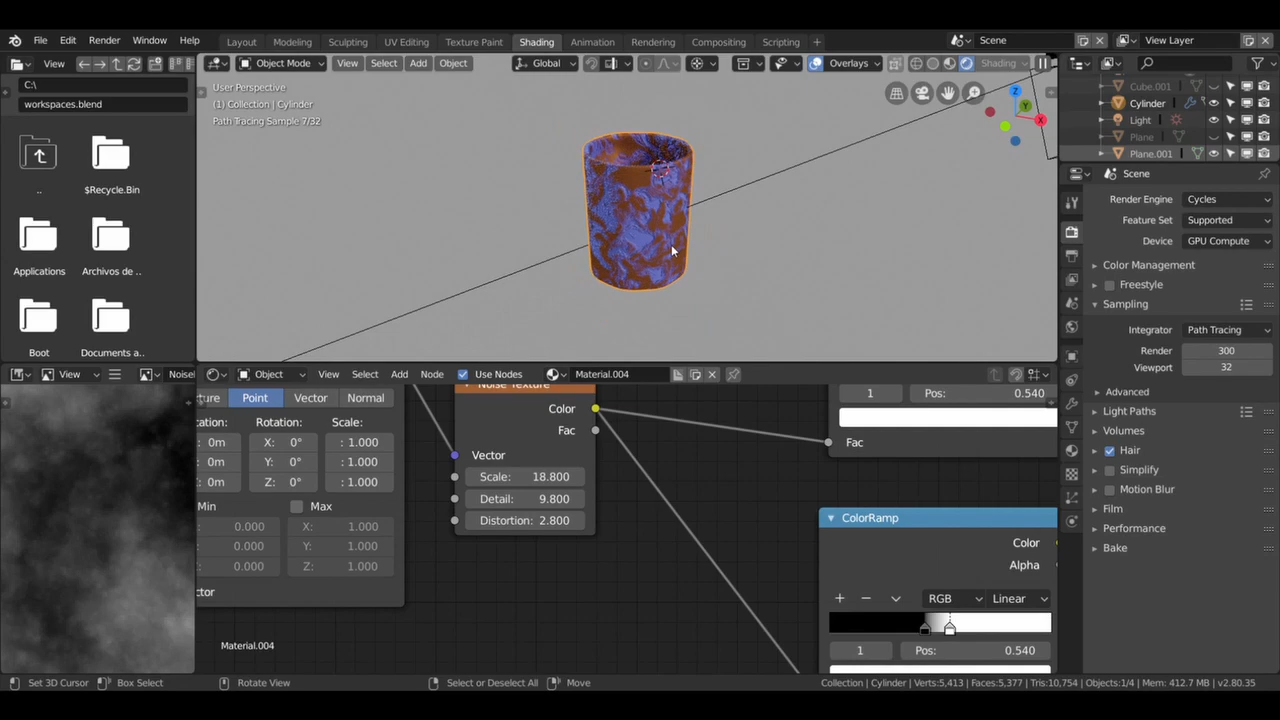 File Edit Render Window Help Layout Modeling Sculpting UV Editing Texture Paint Shading Animation Rendering Compositing Scripting + Scene View Layer
View
C:\
workspaces.blend
..
$Recycle.Bin
Applications
Archivos de ..
Boot
Documents a..
Object Mode View Select Add Object Global Overlays Shading
User Perspective
(1) Collection | Cylinder
Path Tracing Sample 7/32
Z
Y
X
Cube.001
Cylinder
Light
Plane
Plane.001
Scene
Render Engine Cycles
Feature Set Supported
Device GPU Compute
Color Management
Freestyle
Sampling
Integrator Path Tracing
Render 300
Viewport 32
Advanced
Light Paths
Volumes
Hair
Simplify
Motion Blur
Film
Performance
Bake
View Noise
Object View Select Add Node Use Nodes Material.004
Point Vector Normal
Rotation: Scale:
0m X: 0° : 1.000
0m Y: 0° : 1.000
0m Z: 0° : 1.000
Min Max
0.000 X: 1.000
0.000 Y: 1.000
0.000 Z: 1.000
Noise Texture
Color
Fac
Vector
Scale: 18.800
Detail: 9.800
Distortion: 2.800
1 Pos: 0.540
Fac
ColorRamp
Color
Alpha
+ − RGB Linear
1 Pos: 0.540
Material.004
Set 3D Cursor Box Select Rotate View Select or Deselect All Move Collection | Cylinder | Verts:5,413 | Faces:5,377 | Tris:10,754 | Objects:1/4 | Mem: 412.7 MB | v2.80.35